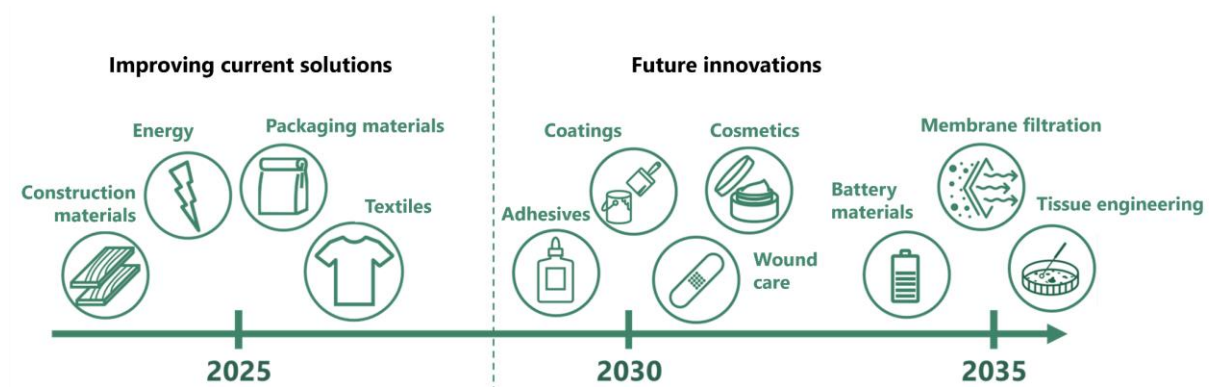 Improving current solutions
Future innovations
Energy
Packaging materials
Coatings
Cosmetics
Membrane filtration
Construction
materials
Textiles
Adhesives
Battery
materials
Tissue engineering
Wound
care
2025
2030
2035